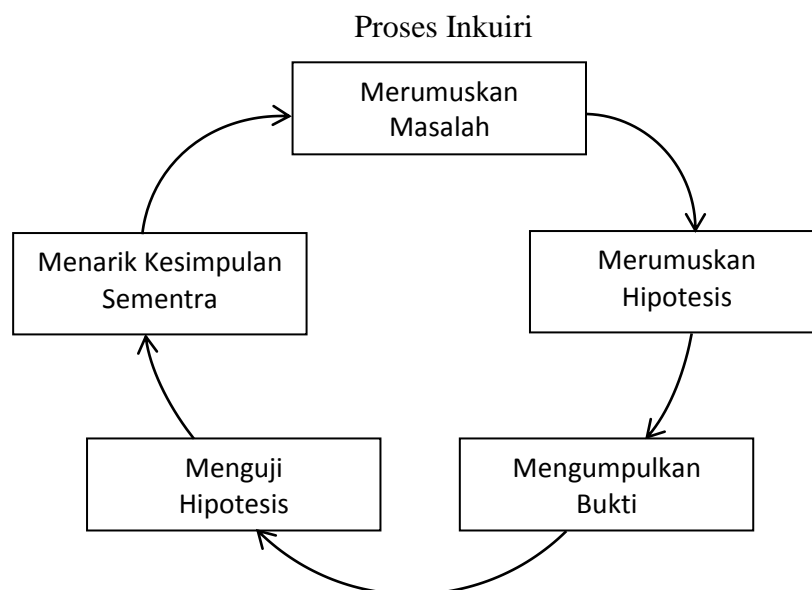 Proses Inkuiri
Merumuskan
Masalah
Merumuskan
Hipotesis
Mengumpulkan
Bukti
Menguji
Hipotesis
Menarik Kesimpulan
Sementra